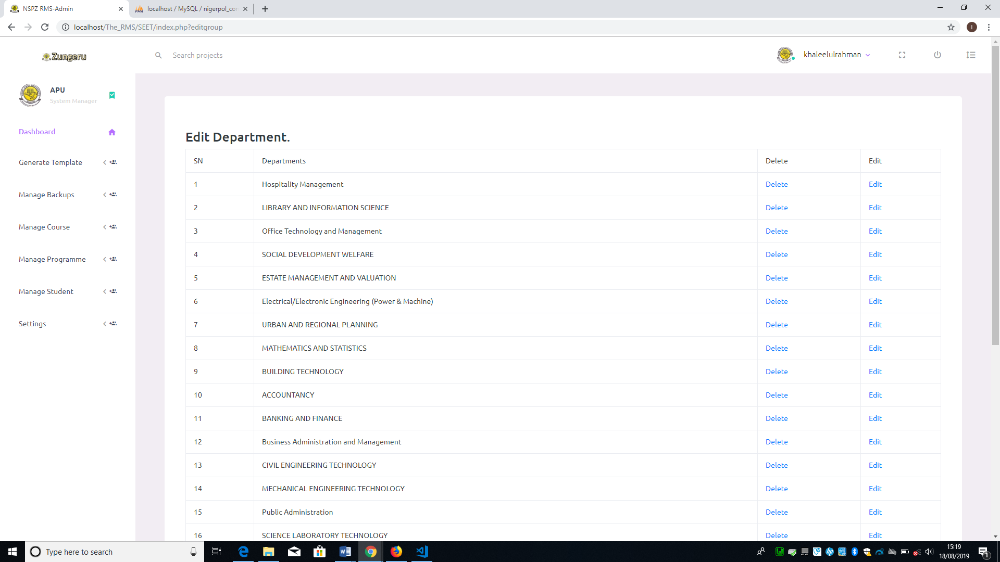 NSPZ RMS-Admin
localhost / MySQL / nigerpol_con
localhost/The_RMS/SEET/index.php?editgroup
Zungeru
Search projects
khaleelulrahman
APU
System Manager
Dashboard
Generate Template
Manage Backups
Manage Course
Manage Programme
Manage Student
Settings
Edit Department.
SN Departments Delete Edit
1 Hospitality Management Delete Edit
2 LIBRARY AND INFORMATION SCIENCE Delete Edit
3 Office Technology and Management Delete Edit
4 SOCIAL DEVELOPMENT WELFARE Delete Edit
5 ESTATE MANAGEMENT AND VALUATION Delete Edit
6 Electrical/Electronic Engineering (Power & Machine) Delete Edit
7 URBAN AND REGIONAL PLANNING Delete Edit
8 MATHEMATICS AND STATISTICS Delete Edit
9 BUILDING TECHNOLOGY Delete Edit
10 ACCOUNTANCY Delete Edit
11 BANKING AND FINANCE Delete Edit
12 Business Administration and Management Delete Edit
13 CIVIL ENGINEERING TECHNOLOGY Delete Edit
14 MECHANICAL ENGINEERING TECHNOLOGY Delete Edit
15 Public Administration Delete Edit
16 SCIENCE LABORATORY TECHNOLOGY Delete Edit
Type here to search
15:19
18/08/2019
1